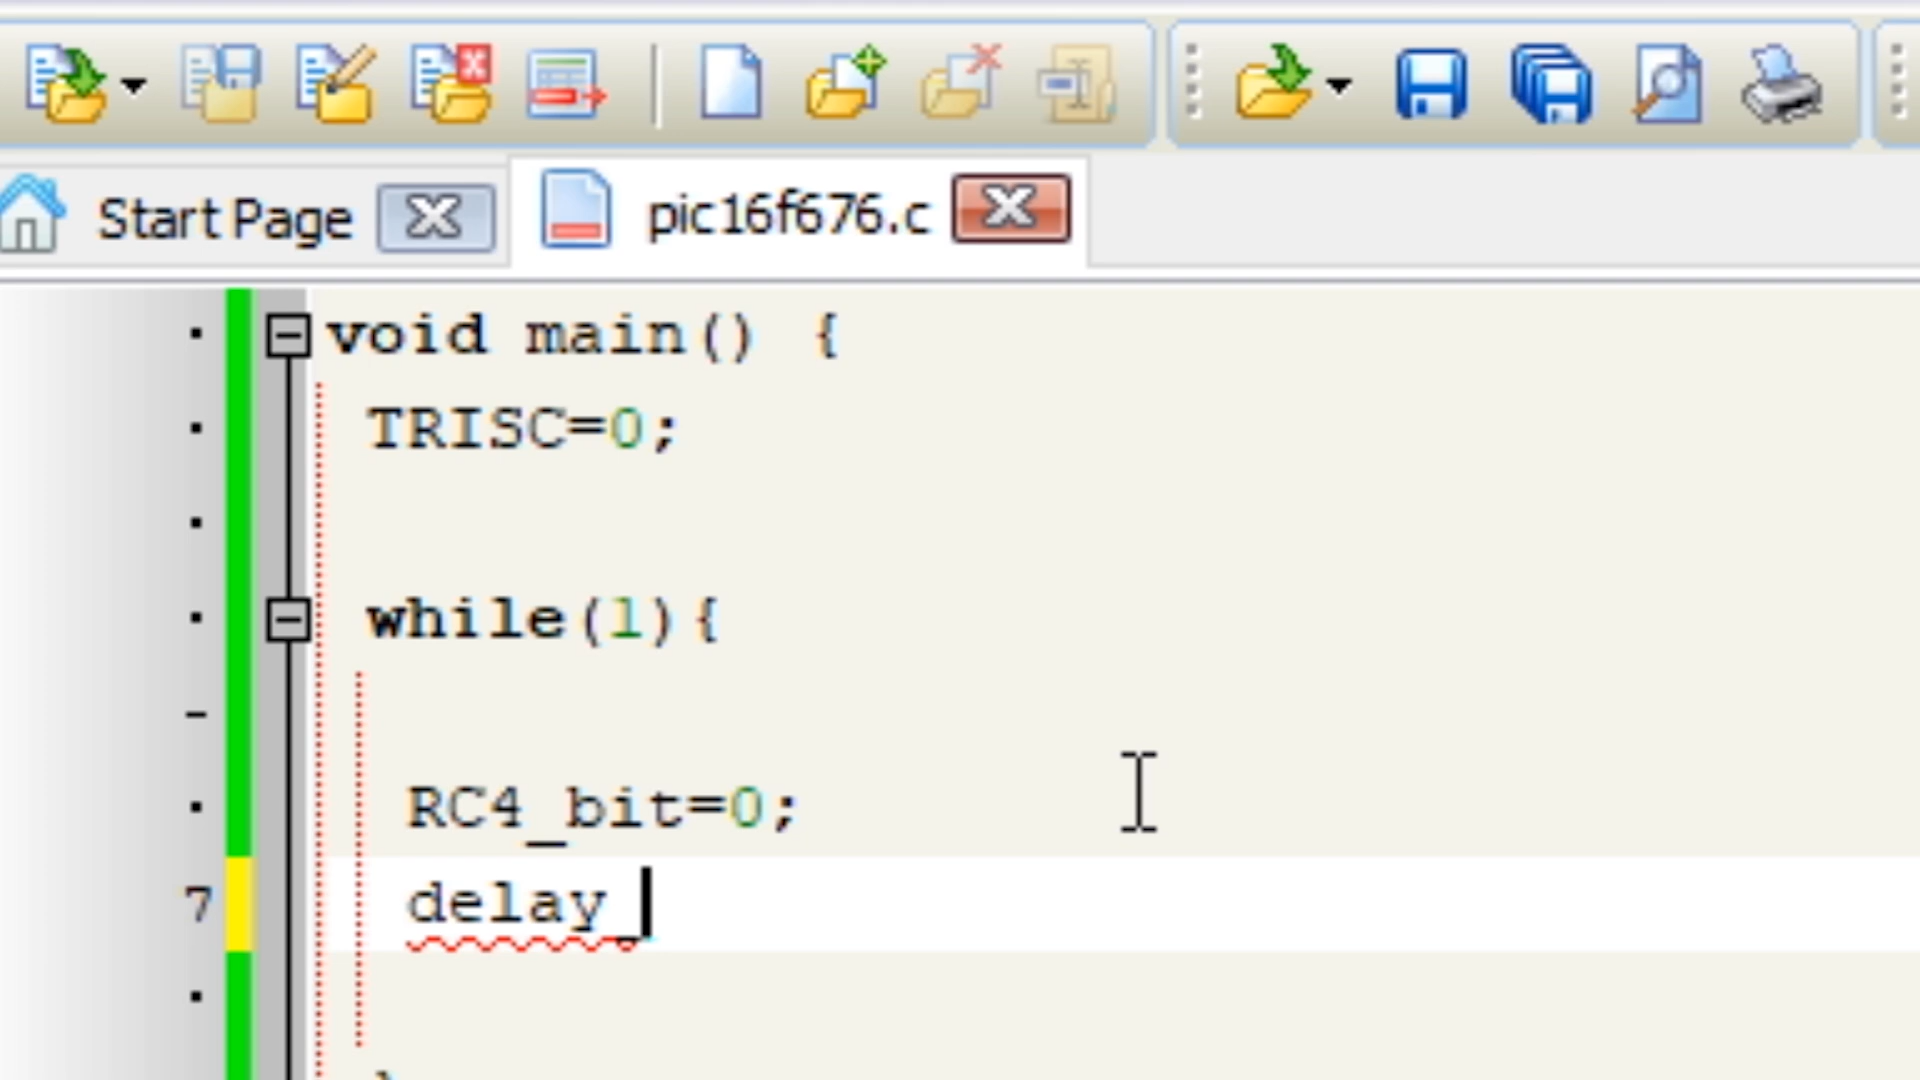 Start Page
pic16f676.c
void main() {
TRISC=0;
while(1){
RC4_bit=0;
7 delay_
}